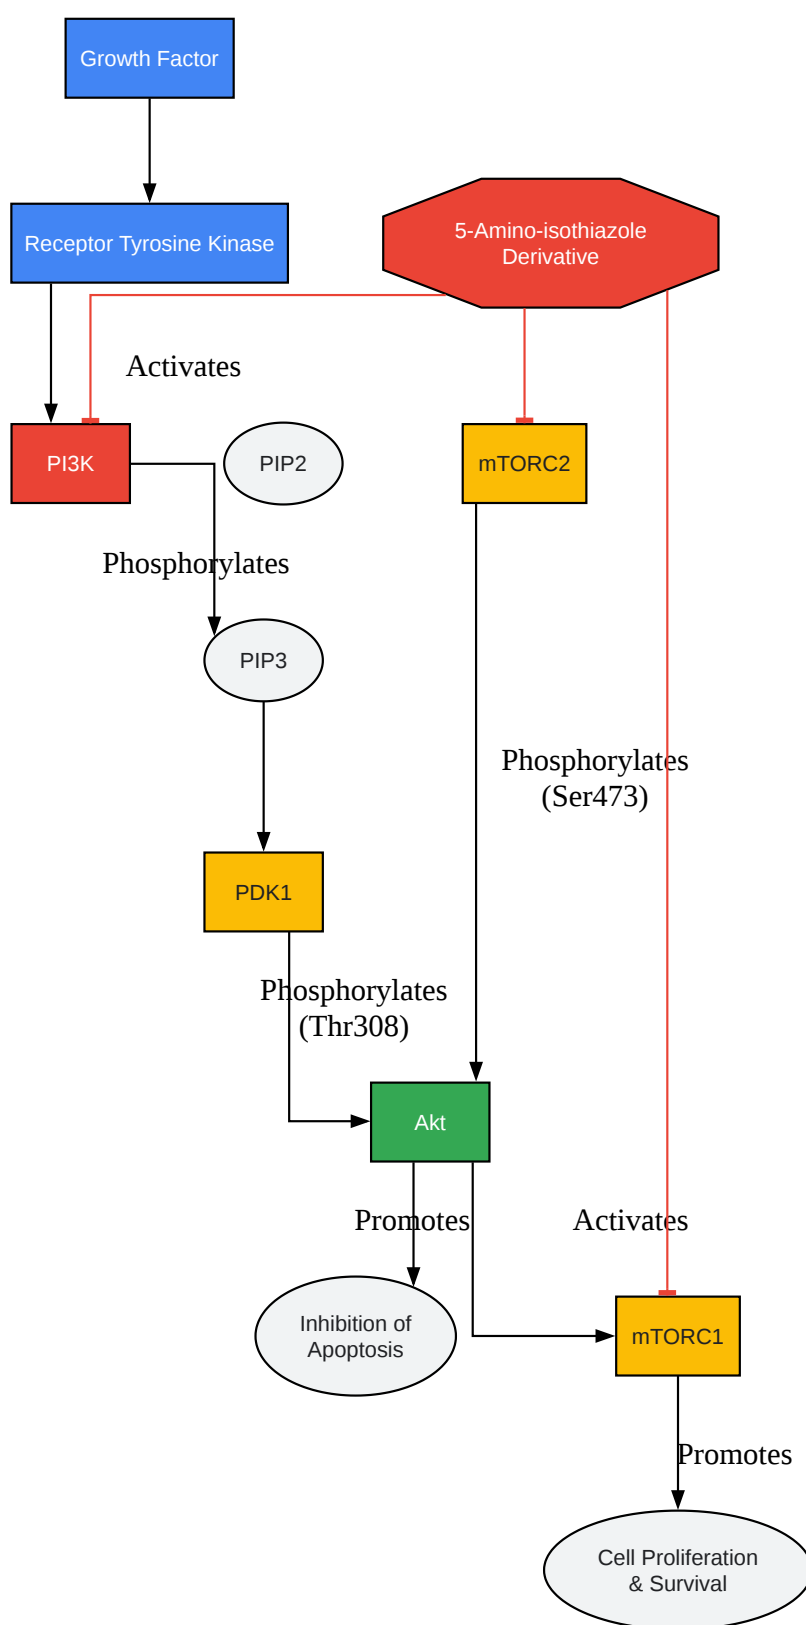 Growth Factor
Receptor Tyrosine Kinase
5-Amino-isothiazole
Derivative
Activates
PI3K
PIP2
mTORC2
Phosphorylates
PIP3
Phosphorylates
(Ser473)
PDK1
Phosphorylates
(Thr308)
Akt
Promotes
Activates
Inhibition of
Apoptosis
mTORC1
Promotes
Cell Proliferation
& Survival